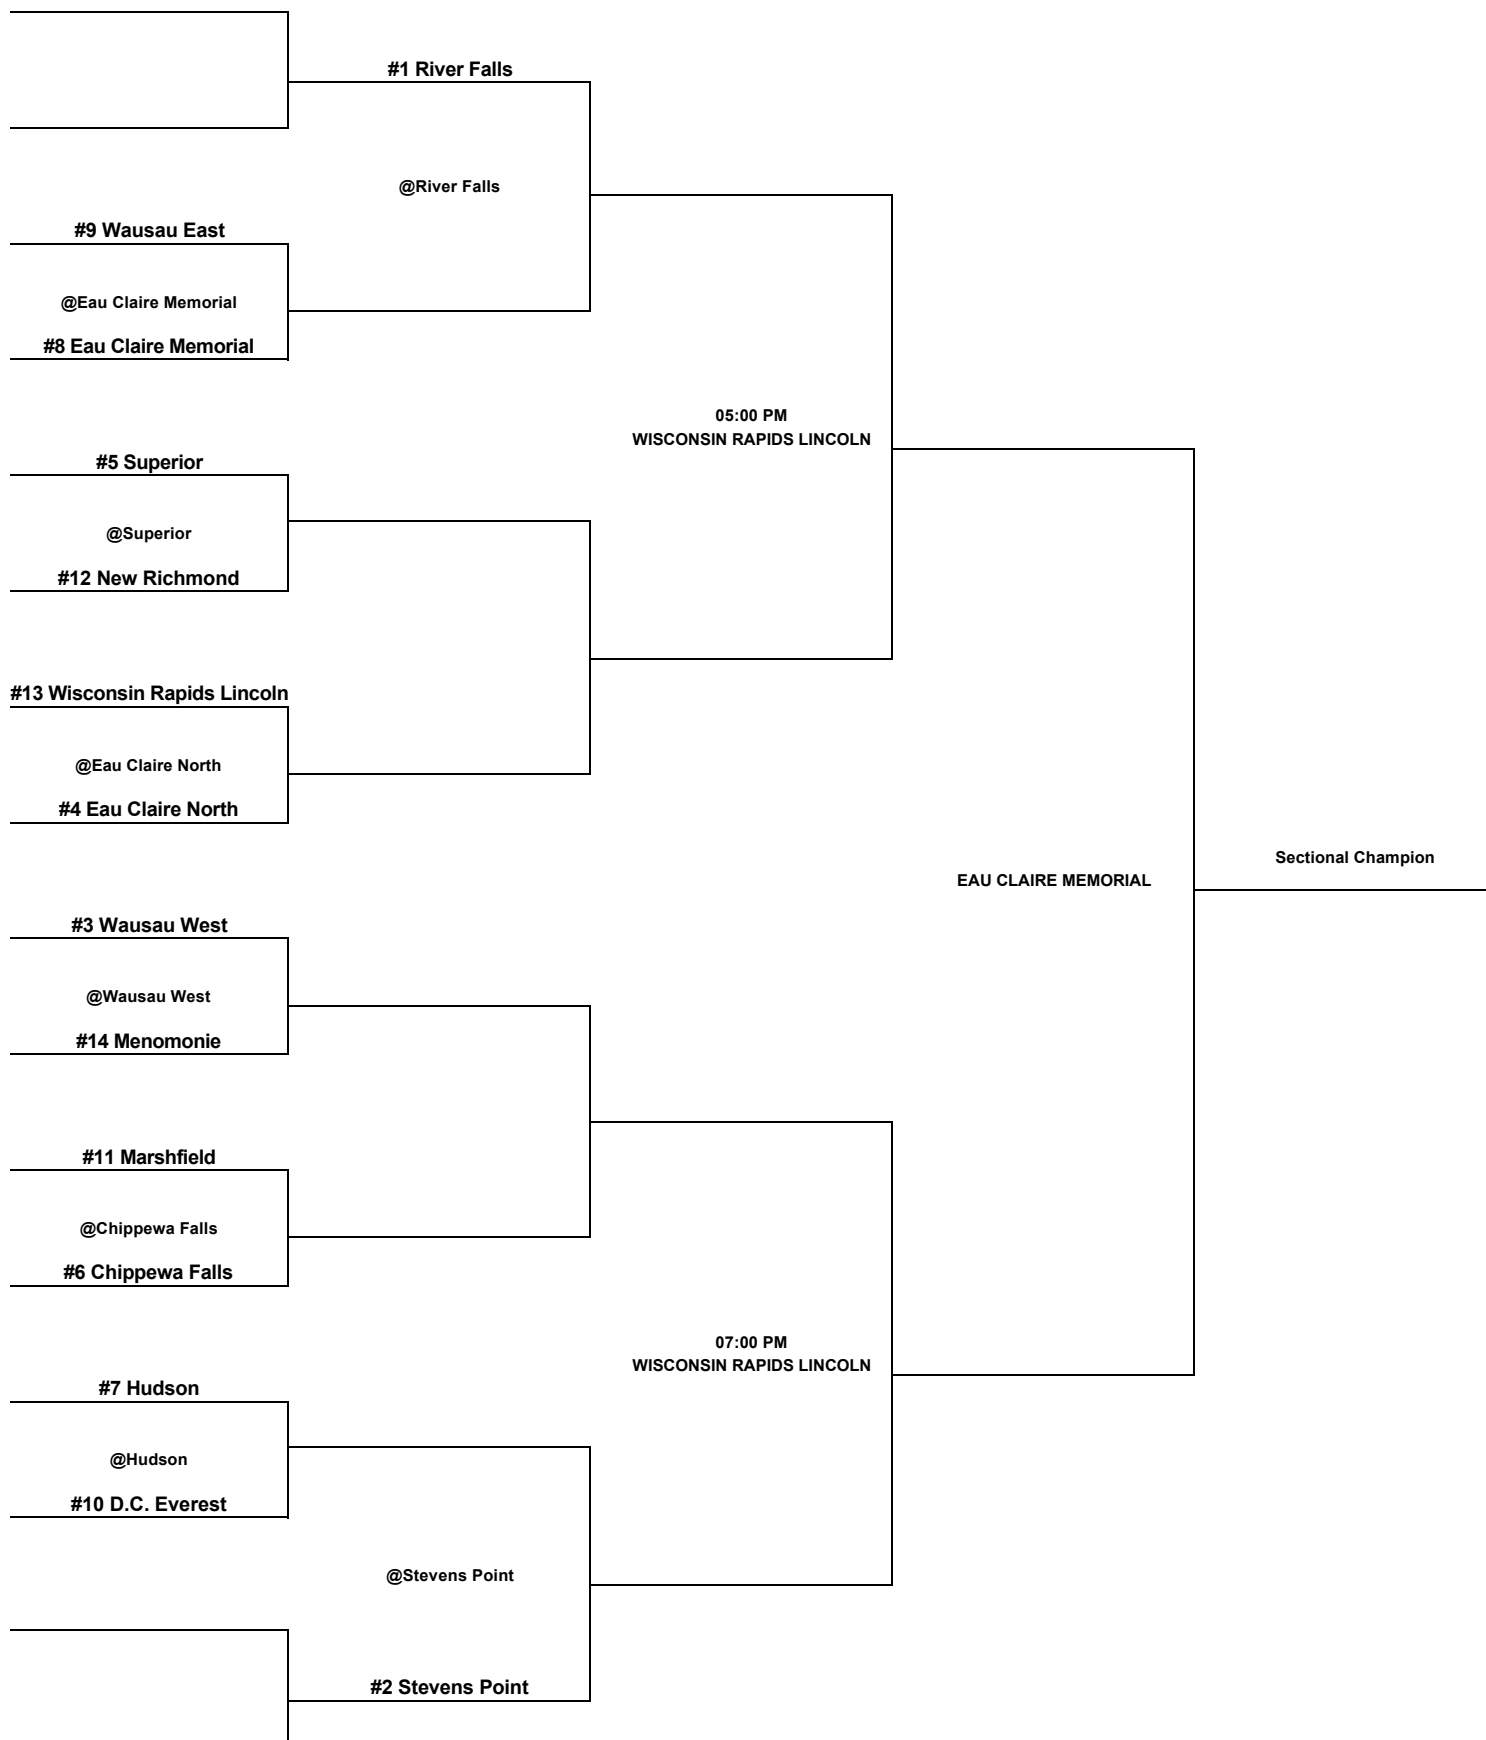 #1 River Falls
@River Falls
#9 Wausau East
@Eau Claire Memorial
#8 Eau Claire Memorial
05:00 PM
WISCONSIN RAPIDS LINCOLN
#5 Superior
@Superior
#12 New Richmond
#13 Wisconsin Rapids Lincoln
@Eau Claire North
#4 Eau Claire North
Sectional Champion
EAU CLAIRE MEMORIAL
#3 Wausau West
@Wausau West
#14 Menomonie
#11 Marshfield
@Chippewa Falls
#6 Chippewa Falls
07:00 PM
WISCONSIN RAPIDS LINCOLN
#7 Hudson
@Hudson
#10 D.C. Everest
@Stevens Point
#2 Stevens Point